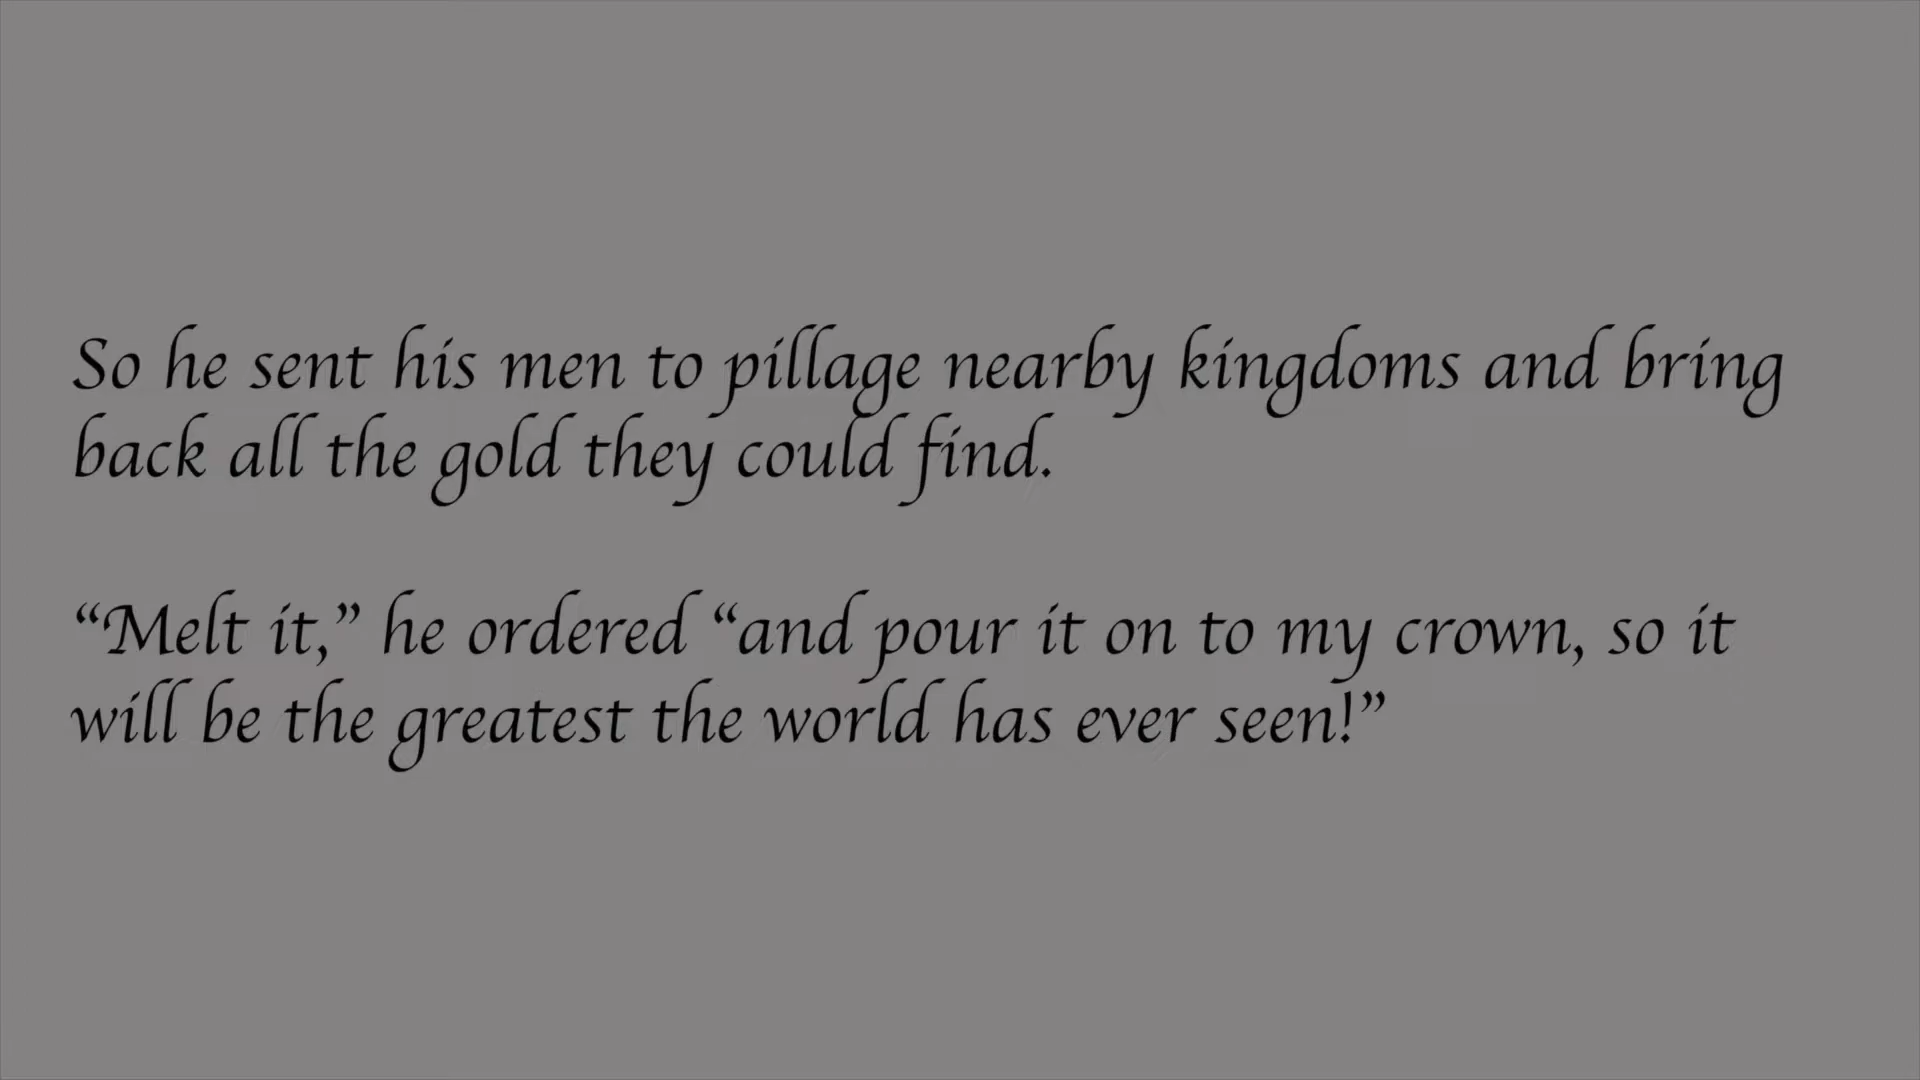 So he sent his men to pillage nearby kingdoms and bring
back all the gold they could find.
“Melt it,” he ordered “and pour it on to my crown, so it
will be the greatest the world has ever seen!”